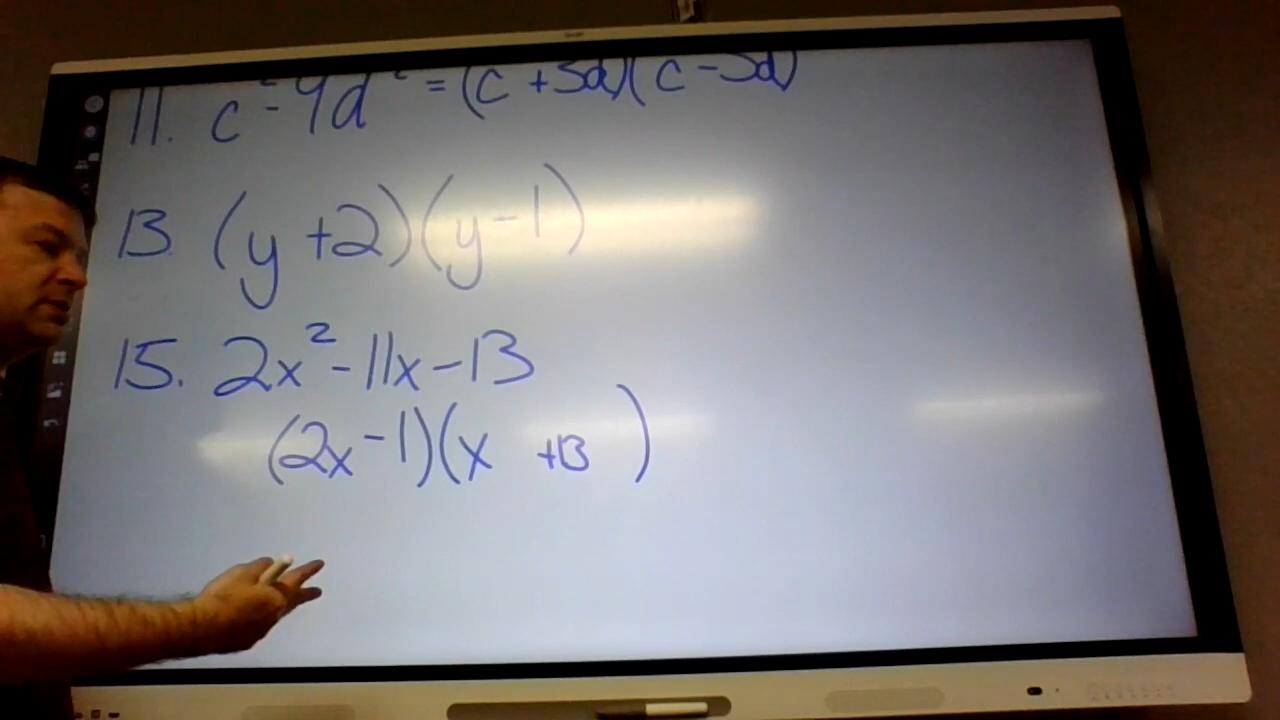 11. c² - 9d² = (c + 3d)(c - 3d)
13. (y + 2)(y - 1)
15. 2x² - 11x - 13
(2x - 1)(x + 13 )